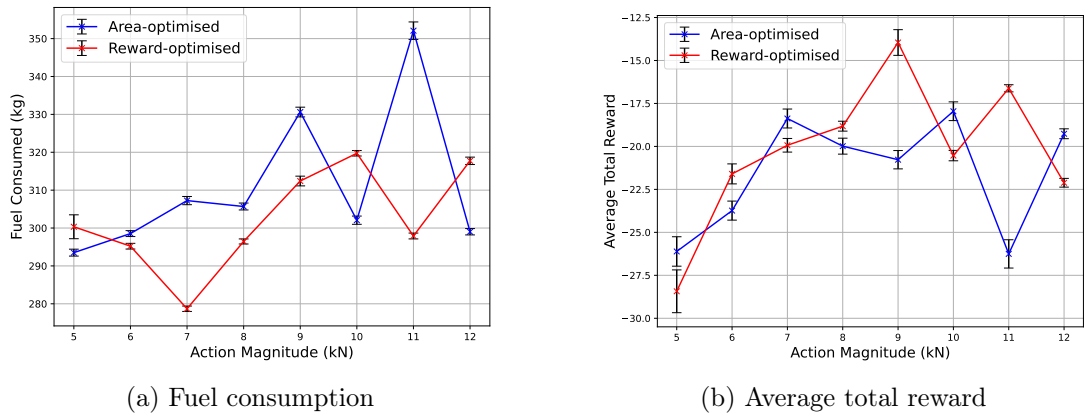 Area-optimised
Reward-optimised
Fuel Consumed (kg)
350
340
330
320
310
300
290
280
5 6 7 8 9 10 11 12
Action Magnitude (kN)
(a) Fuel consumption
Area-optimised
Reward-optimised
Average Total Reward
−12.5
−15.0
−17.5
−20.0
−22.5
−25.0
−27.5
−30.0
5 6 7 8 9 10 11 12
Action Magnitude (kN)
(b) Average total reward